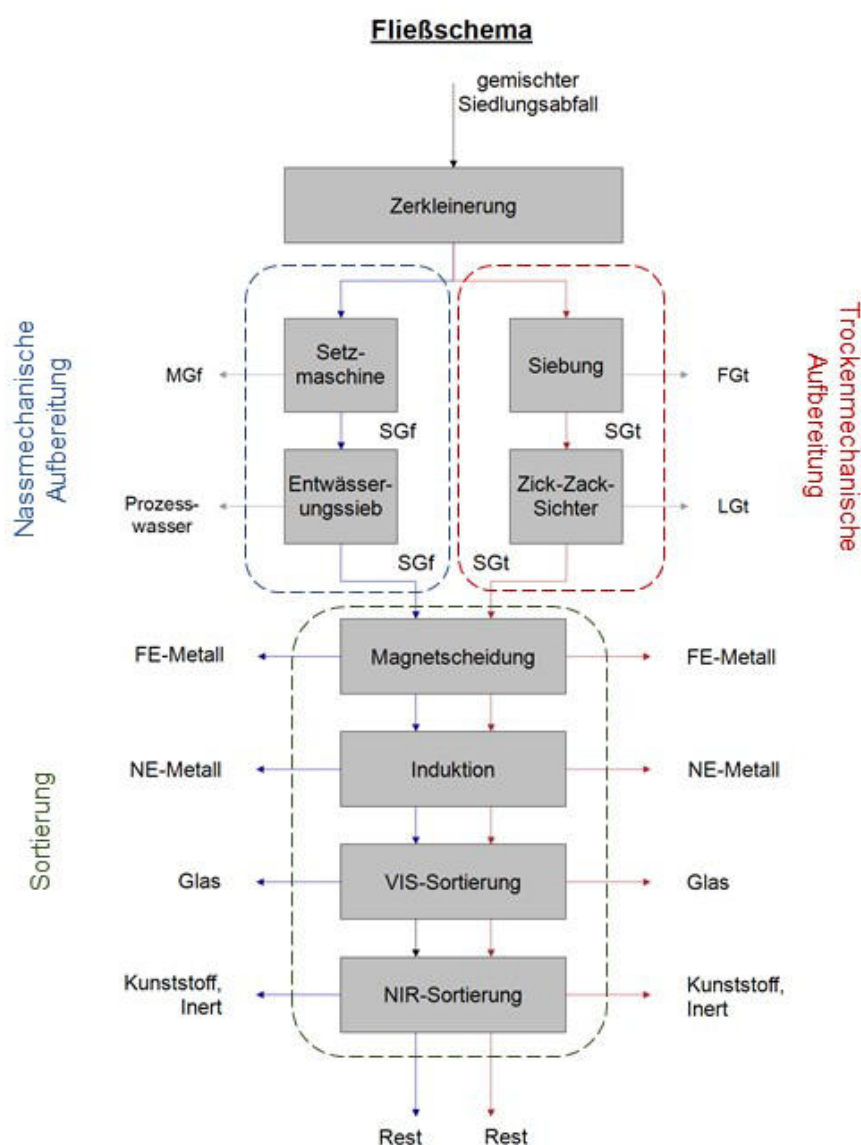 Fließschema
gemischter
Siedlungsabfall
Zerkleinerung
Nassmechanische
Aufbereitung
Trockenmechanische
Aufbereitung
Setz-
maschine
MGf
SGf
Entwässer-
ungssieb
Prozess-
wasser
SGf
Siebung
FGt
SGt
Zick-Zack-
Sichter
LGt
SGt
Sortierung
FE-Metall
Magnetscheidung
FE-Metall
NE-Metall
Induktion
NE-Metall
Glas
VIS-Sortierung
Glas
Kunststoff,
Inert
NIR-Sortierung
Kunststoff,
Inert
Rest
Rest